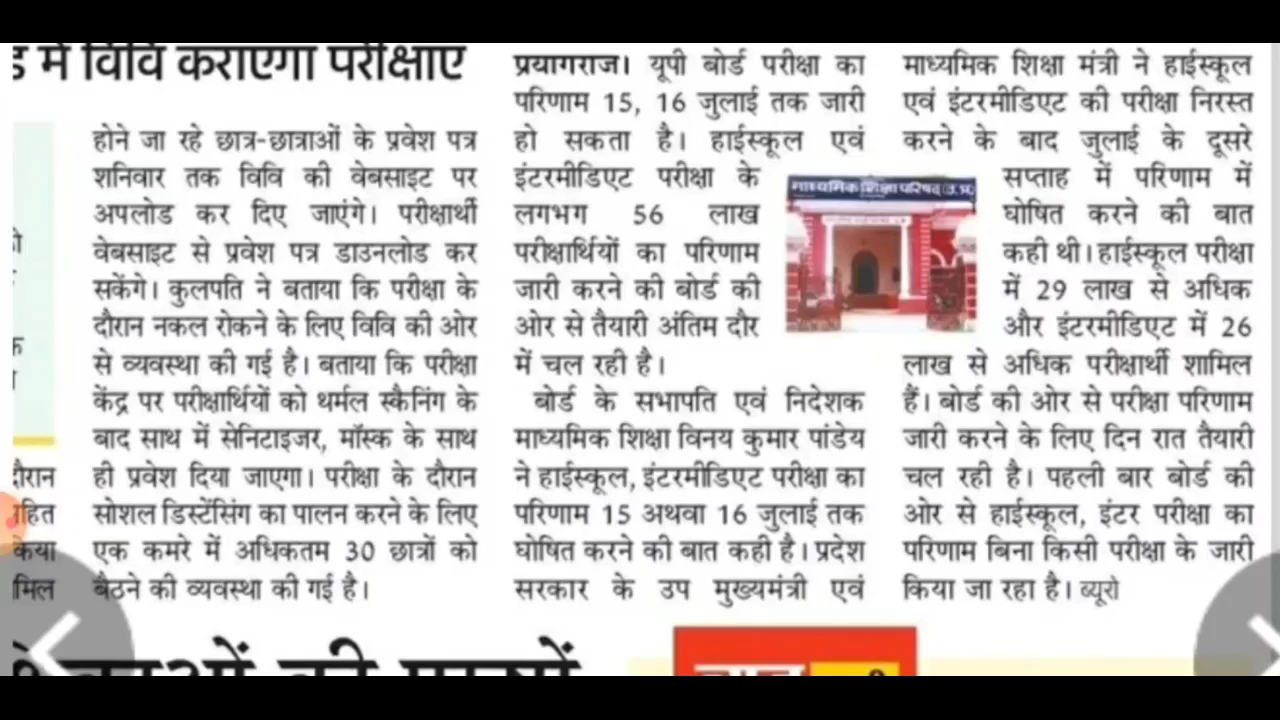 में विवि कराएगा परीक्षाएं
होने जा रहे छात्र-छात्राओं के प्रवेश पत्र
शनिवार तक विवि की वेबसाइट पर
अपलोड कर दिए जाएंगे। परीक्षार्थी
वेबसाइट से प्रवेश पत्र डाउनलोड कर
सकेंगे। कुलपति ने बताया कि परीक्षा के
दौरान नकल रोकने के लिए विवि की ओर
से व्यवस्था की गई है। बताया कि परीक्षा
केंद्र पर परीक्षार्थियों को थर्मल स्कैनिंग के
बाद साथ में सेनिटाइजर, मॉस्क के साथ
ही प्रवेश दिया जाएगा। परीक्षा के दौरान
सोशल डिस्टेंसिंग का पालन करने के लिए
एक कमरे में अधिकतम 30 छात्रों को
बैठने की व्यवस्था की गई है।
प्रयागराज। यूपी बोर्ड परीक्षा का
परिणाम 15, 16 जुलाई तक जारी
हो सकता है। हाईस्कूल एवं
इंटरमीडिएट परीक्षा के
लगभग 56 लाख
परीक्षार्थियों का परिणाम
जारी करने की बोर्ड की
ओर से तैयारी अंतिम दौर
में चल रही है।
बोर्ड के सभापति एवं निदेशक
माध्यमिक शिक्षा विनय कुमार पांडेय
ने हाईस्कूल, इंटरमीडिएट परीक्षा का
परिणाम 15 अथवा 16 जुलाई तक
घोषित करने की बात कही है। प्रदेश
सरकार के उप मुख्यमंत्री एवं
माध्यमिक शिक्षा मंत्री ने हाईस्कूल
एवं इंटरमीडिएट की परीक्षा निरस्त
करने के बाद जुलाई के दूसरे
सप्ताह में परिणाम में
घोषित करने की बात
कही थी। हाईस्कूल परीक्षा
में 29 लाख से अधिक
और इंटरमीडिएट में 26
लाख से अधिक परीक्षार्थी शामिल
हैं। बोर्ड की ओर से परीक्षा परिणाम
जारी करने के लिए दिन रात तैयारी
चल रही है। पहली बार बोर्ड की
ओर से हाईस्कूल, इंटर परीक्षा का
परिणाम बिना किसी परीक्षा के जारी
किया जा रहा है। ब्यूरो
माध्यमिक शिक्षा परिषद् (उ.प्र.)